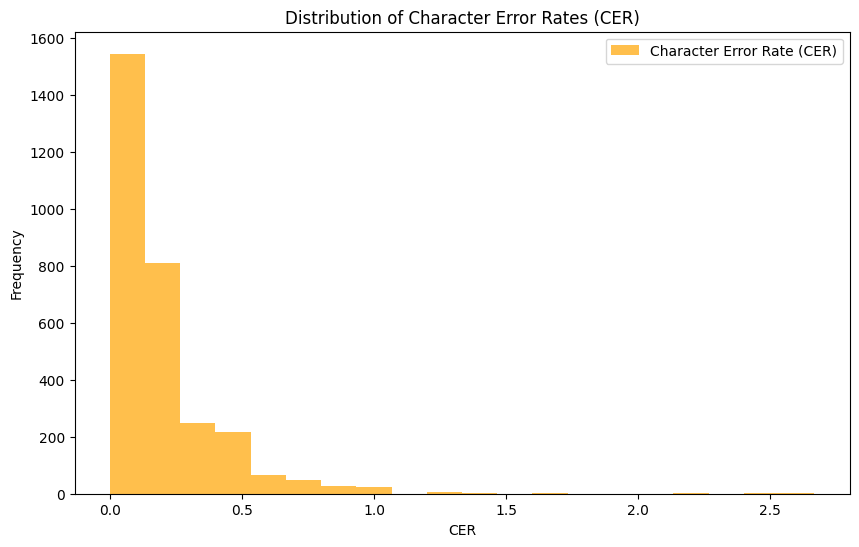 Distribution of Character Error Rates (CER)
Character Error Rate (CER)
1600
1400
1200
1000
800
600
400
200
0
Frequency
0.0 0.5 1.0 1.5 2.0 2.5
CER